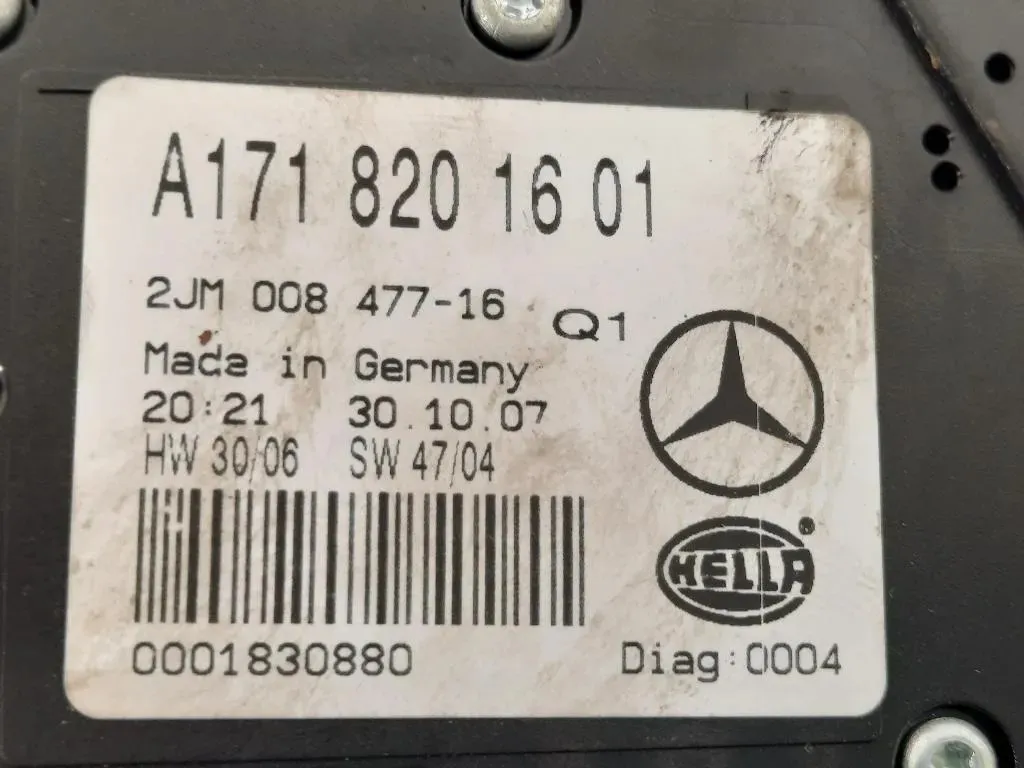 A171 820 16 01
2JM 008 477-16
Q1
Made in Germany
20:21 30.10.07
HW 30/06 SW 47/04
HELLA®
0001830880
Diag:0004